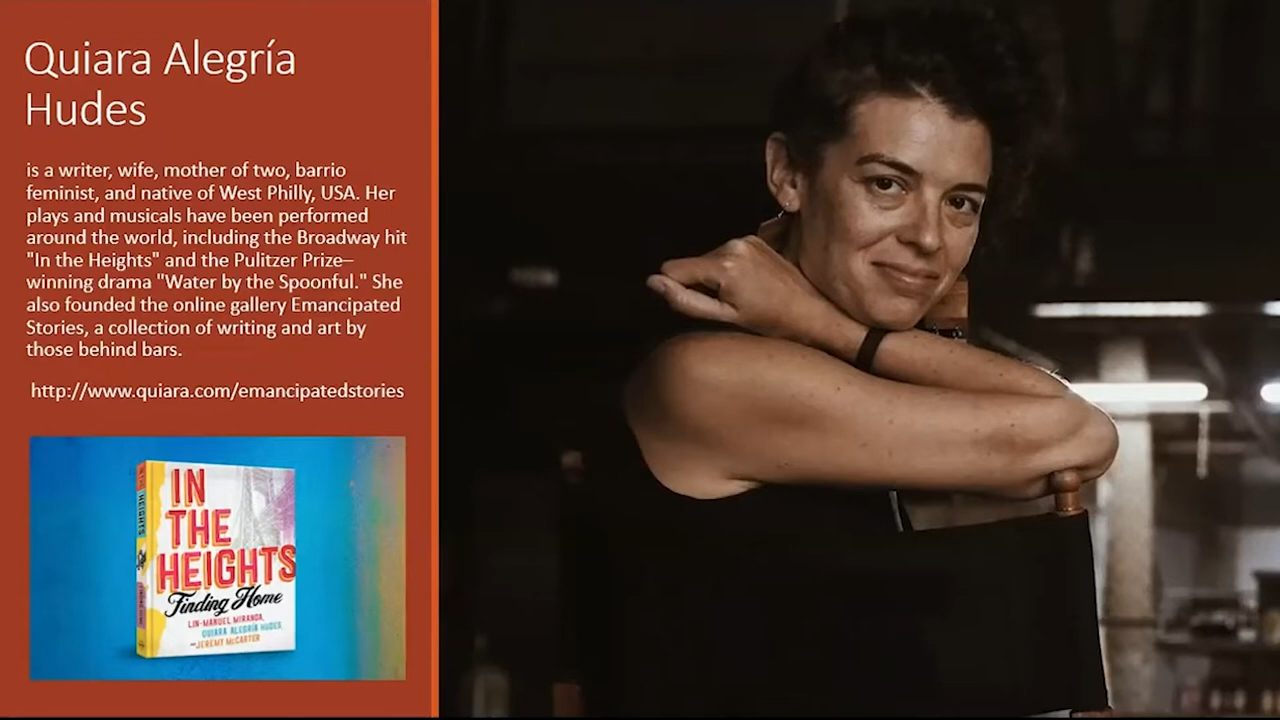 Quiara Alegría
Hudes
is a writer, wife, mother of two, barrio
feminist, and native of West Philly, USA. Her
plays and musicals have been performed
around the world, including the Broadway hit
"In the Heights" and the Pulitzer Prize–
winning drama "Water by the Spoonful." She
also founded the online gallery Emancipated
Stories, a collection of writing and art by
those behind bars.
http://www.quiara.com/emancipatedstories
IN
THE
HEIGHTS
Finding Home
LIN-MANUEL MIRANDA,
QUIARA ALEGRÍA HUDES,
AND JEREMY McCARTER
IN THE HEIGHTS